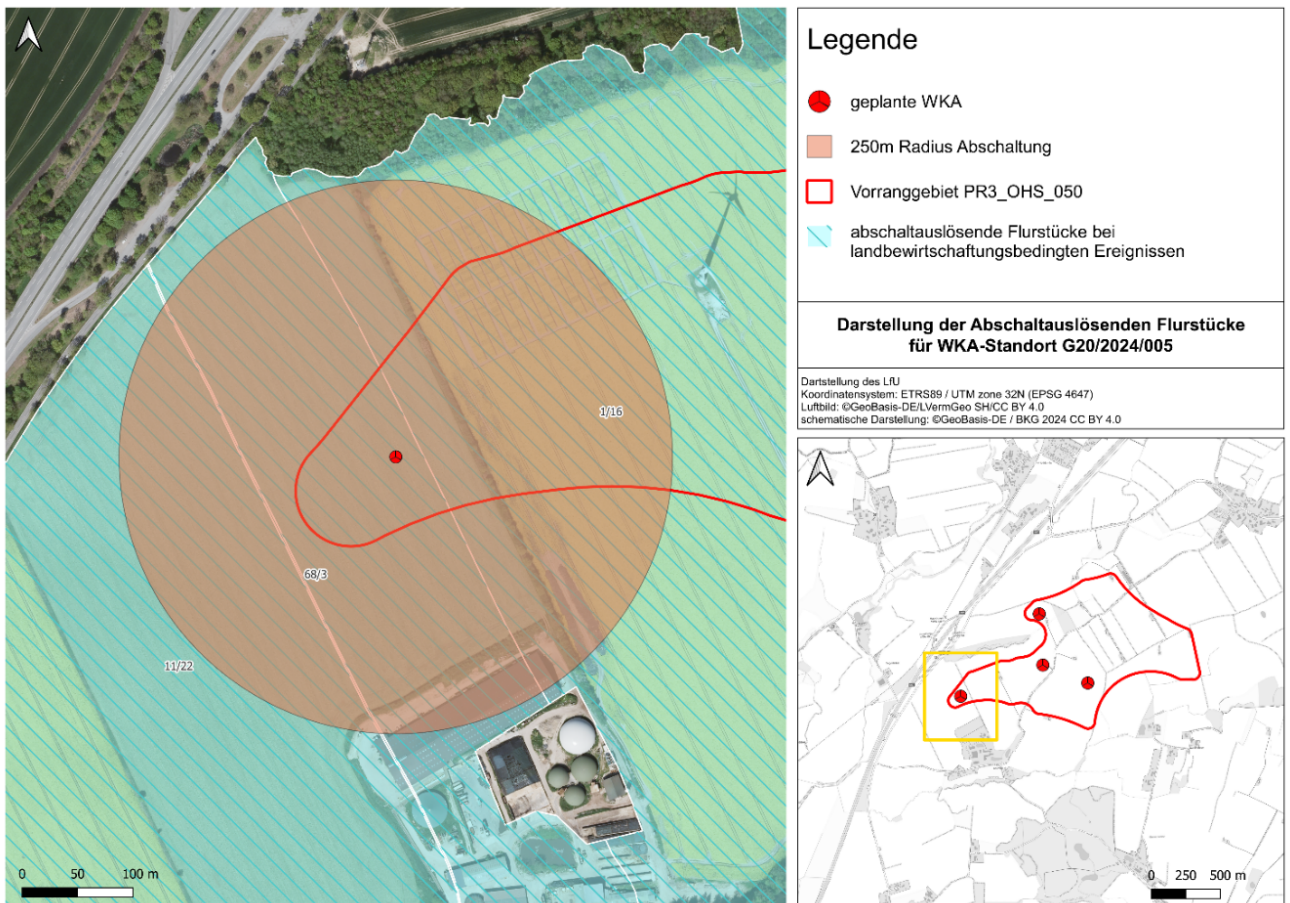 1/16
68/3
11/22
0 50 100 m
Legende
geplante WKA
250m Radius Abschaltung
Vorranggebiet PR3_OHS_050
abschaltauslösende Flurstücke bei
landbewirtschaftungsbedingten Ereignissen
Darstellung der Abschaltauslösenden Flurstücke
für WKA-Standort G20/2024/005
Dartstellung des LfU
Koordinatensystem: ETRS89 / UTM zone 32N (EPSG 4647)
Luftbild: ©GeoBasis-DE/LVermGeo SH/CC BY 4.0
schematische Darstellung: ©GeoBasis-DE / BKG 2024 CC BY 4.0
0 250 500 m